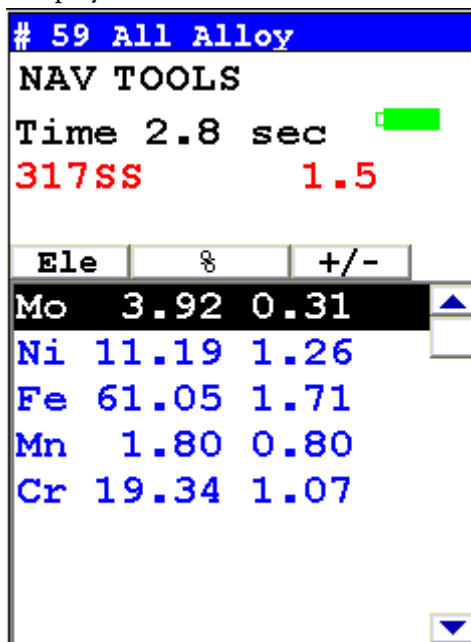 # 59 All Alloy
NAV TOOLS
Time 2.8 sec
317SS 1.5
Ele % +/-
Mo 3.92 0.31
Ni 11.19 1.26
Fe 61.05 1.71
Mn 1.80 0.80
Cr 19.34 1.07